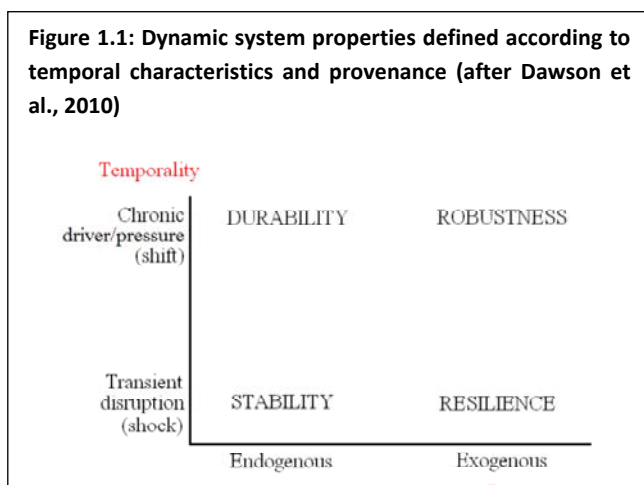 Figure 1.1: Dynamic system properties defined according to
temporal characteristics and provenance (after Dawson et
al., 2010)
Temporality
Chronic
driver/pressure
(shift)
DURABILITY
ROBUSTNESS
Transient
disruption
(shock)
STABILITY
RESILIENCE
Endogenous
Exogenous